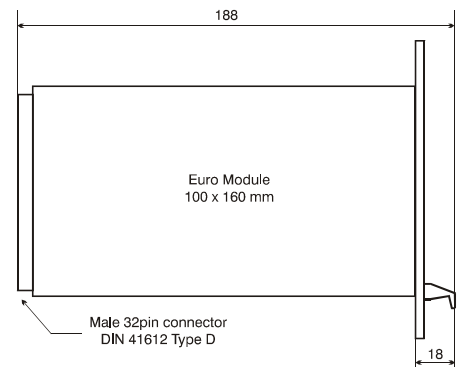 188
Euro Module
100 x 160 mm
Male 32pin connector
DIN 41612 Type D
18